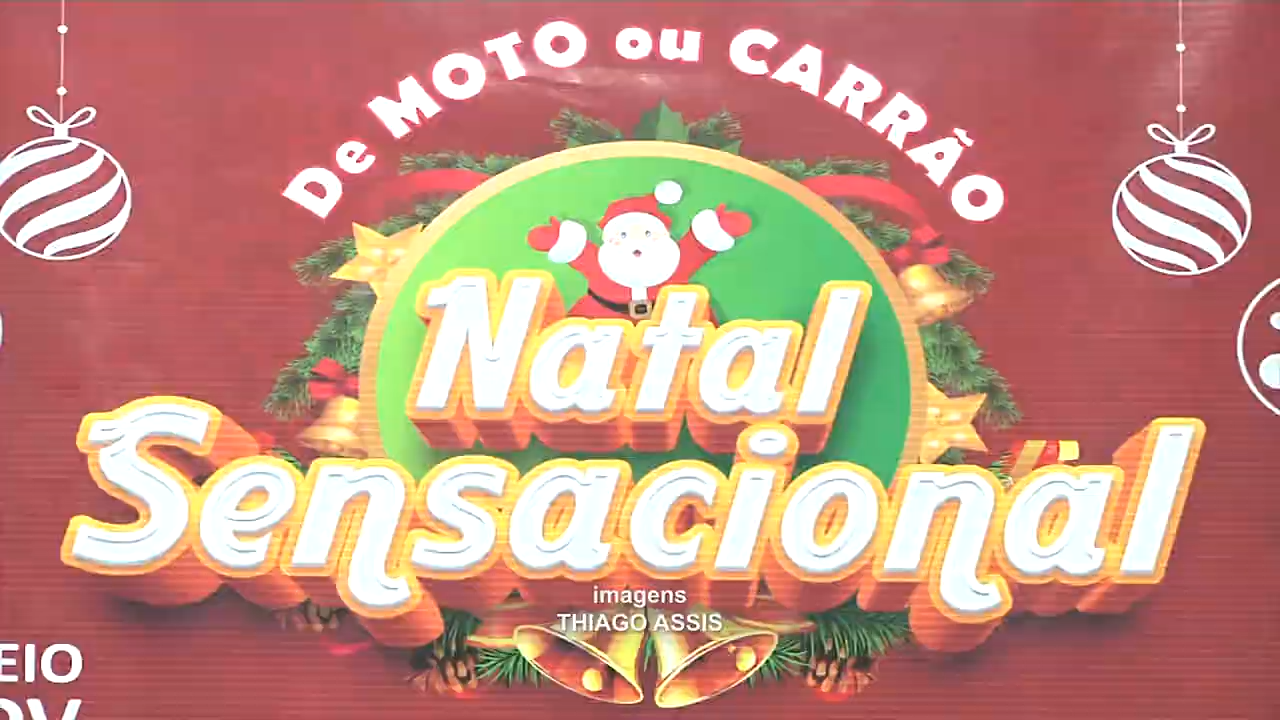 De MOTO ou CARRÃO
Natal
Sensacional
imagens
THIAGO ASSIS
EIO